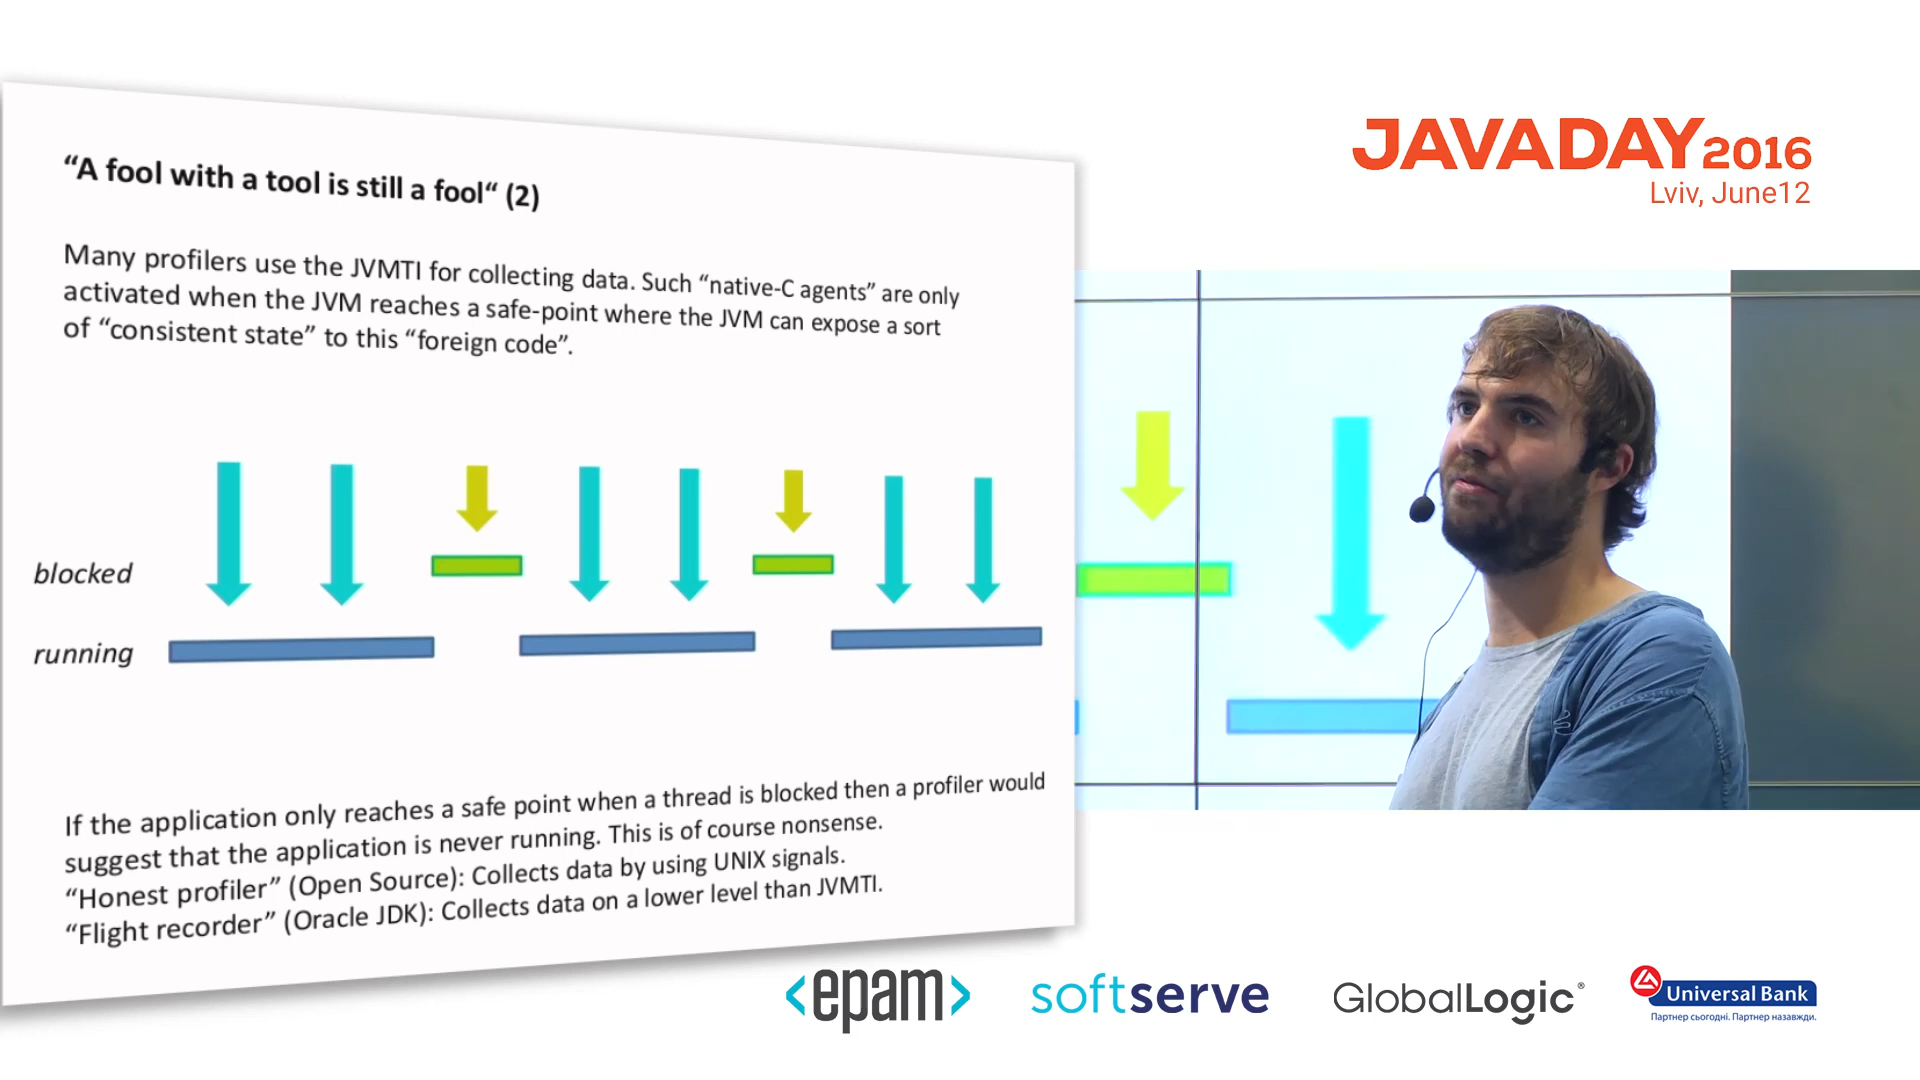 “A fool with a tool is still a fool“ (2)
Many profilers use the JVMTI for collecting data. Such “native-C agents” are only
activated when the JVM reaches a safe-point where the JVM can expose a sort
of “consistent state” to this “foreign code”.
blocked
running
If the application only reaches a safe point when a thread is blocked then a profiler would
suggest that the application is never running. This is of course nonsense.
“Honest profiler” (Open Source): Collects data by using UNIX signals.
“Flight recorder” (Oracle JDK): Collects data on a lower level than JVMTI.
JAVADAY2016
Lviv, June12
<epam>
softserve
GlobalLogic®
Universal Bank
Партнер сьогодні. Партнер назавжди.